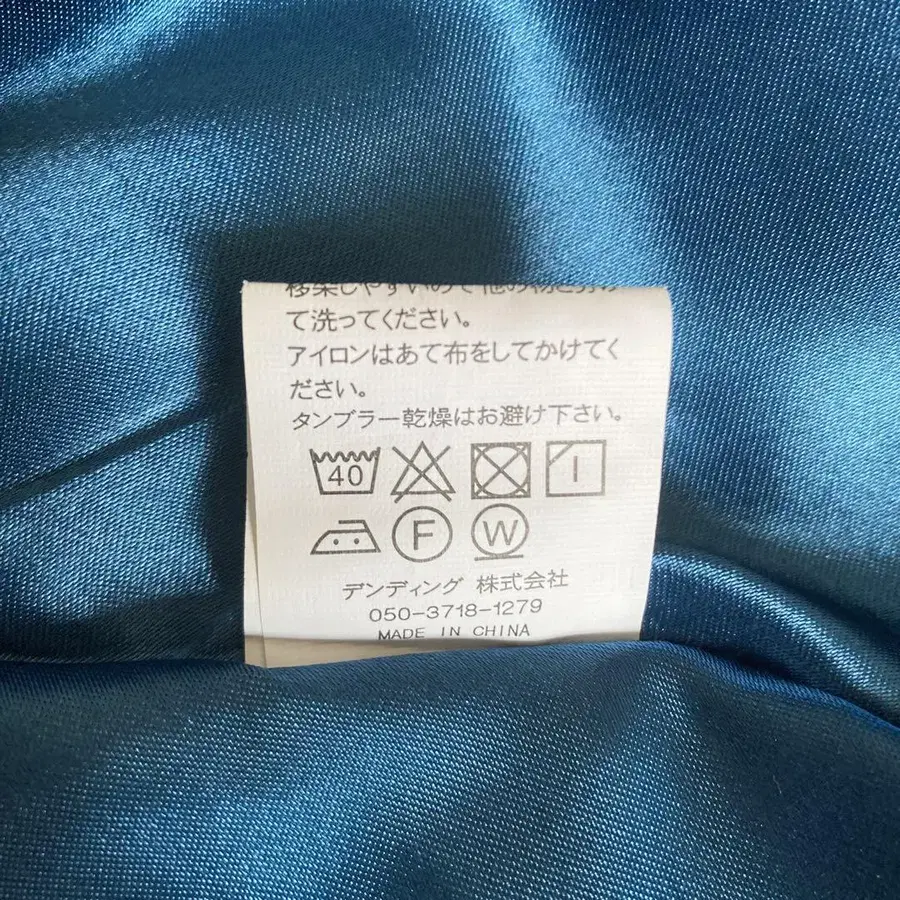 て洗ってください。
アイロンはあて布をしてかけてく
ださい。
タンブラー乾燥はお避け下さい。
40
F W
デンディング 株式会社
050-3718-1279
MADE IN CHINA